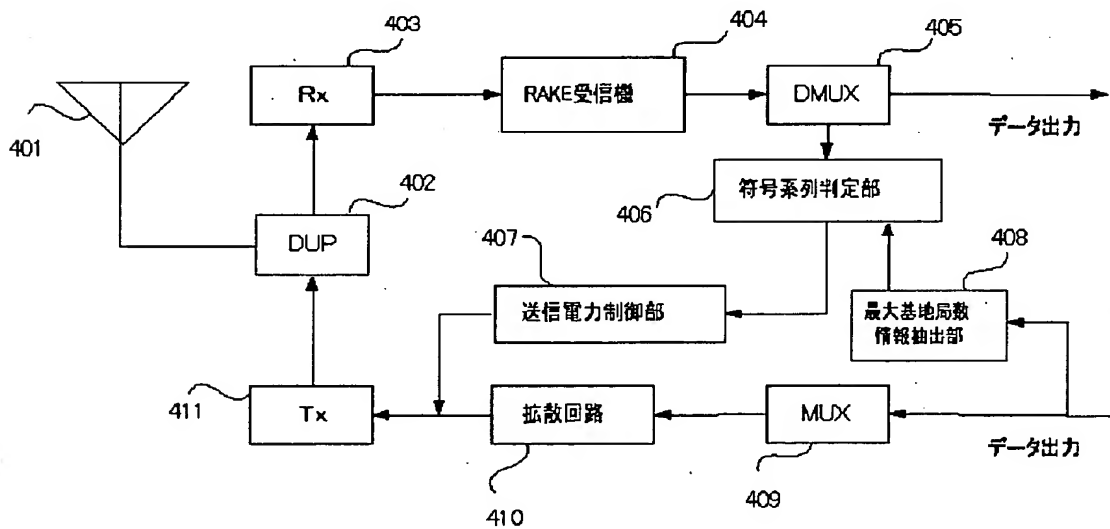 403
404
405
Rx
RAKE受信機
DMUX
データ出力
401
402
符号系列判定部
406
DUP
407
408
送信電力制御部
最大基地局数
情報抽出部
411
Tx
拡散回路
MUX
データ出力
410
409